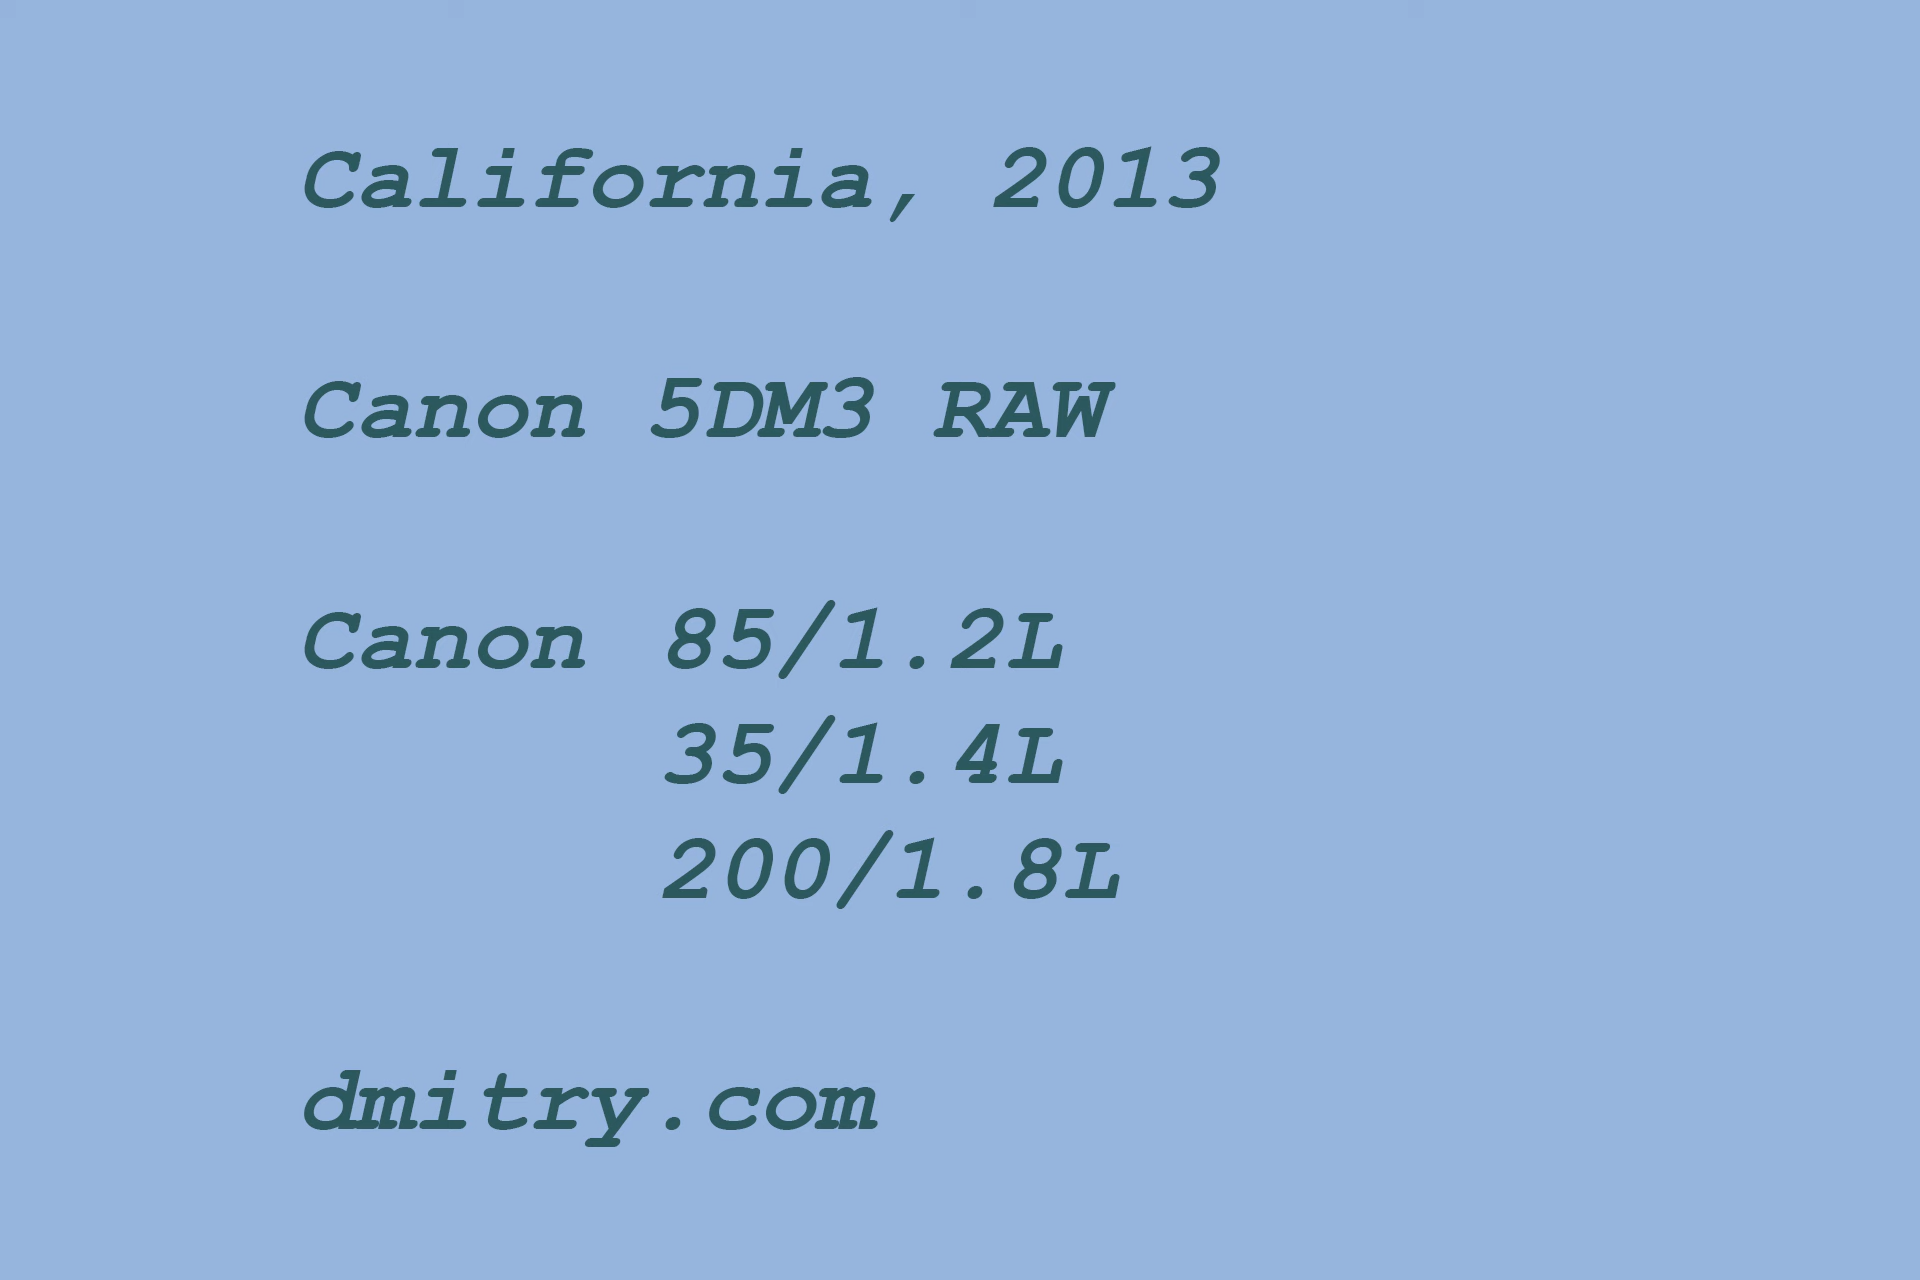 California, 2013
Canon 5DM3 RAW
Canon 85/1.2L
35/1.4L
200/1.8L
dmitry.com